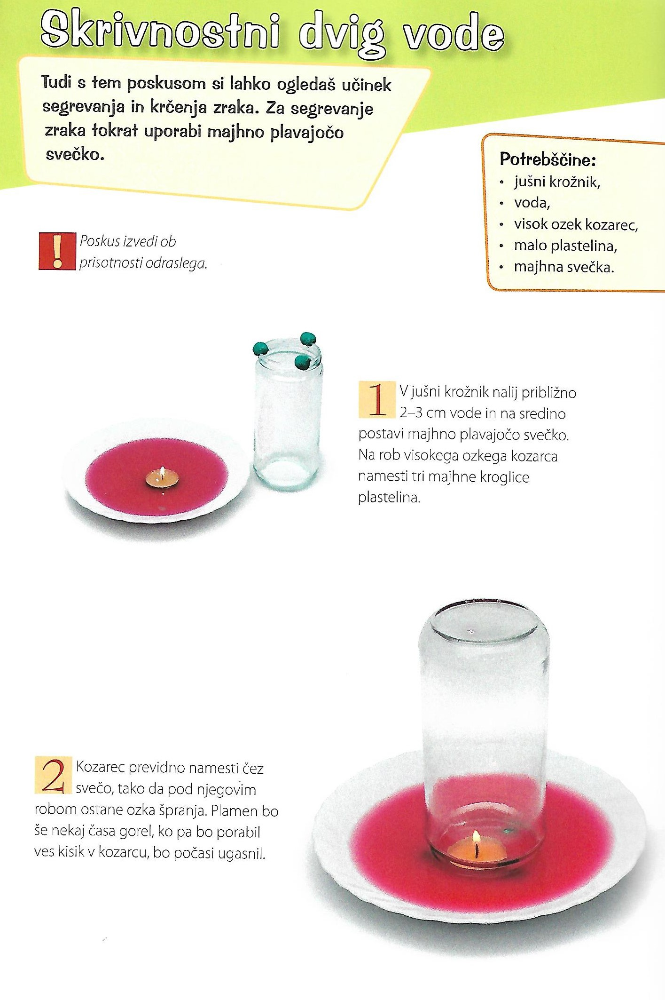 Skrivnostni dvig vode
Tudi s tem poskusom si lahko ogledaš učinek
segrevanja in krčenja zraka. Za segrevanje
zraka tokrat uporabi majhno plavajočo
svečko.
Potrebščine:
• jušni krožnik,
• voda,
• visok ozek kozarec,
• malo plastelina,
• majhna svečka.
! Poskus izvedi ob
prisotnosti odraslega.
1 V jušni krožnik nalij približno
2–3 cm vode in na sredino
postavi majhno plavajočo svečko.
Na rob visokega ozkega kozarca
namesti tri majhne kroglice
plastelina.
2 Kozarec previdno namesti čez
svečo, tako da pod njegovim
robom ostane ozka špranja. Plamen bo
še nekaj časa gorel, ko pa bo porabil
ves kisik v kozarcu, bo počasi ugasnil.